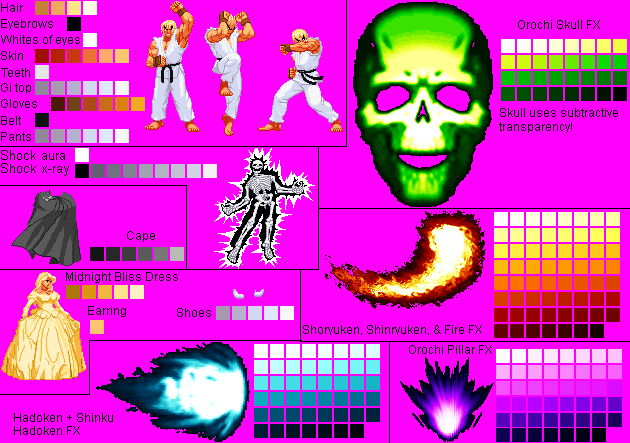 Hair
Eyebrows
Whites of eyes
Skin
Teeth
Gi top
Gloves
Belt
Pants
Orochi Skull FX
Skull uses subtractive
transparency!
Shock aura
Shock x-ray
Cape
Midnight Bliss Dress
Earring
Shoes
Shoryuken, Shinryuken, & Fire FX
Hadoken + Shinku
Hadoken FX
Orochi Pillar FX